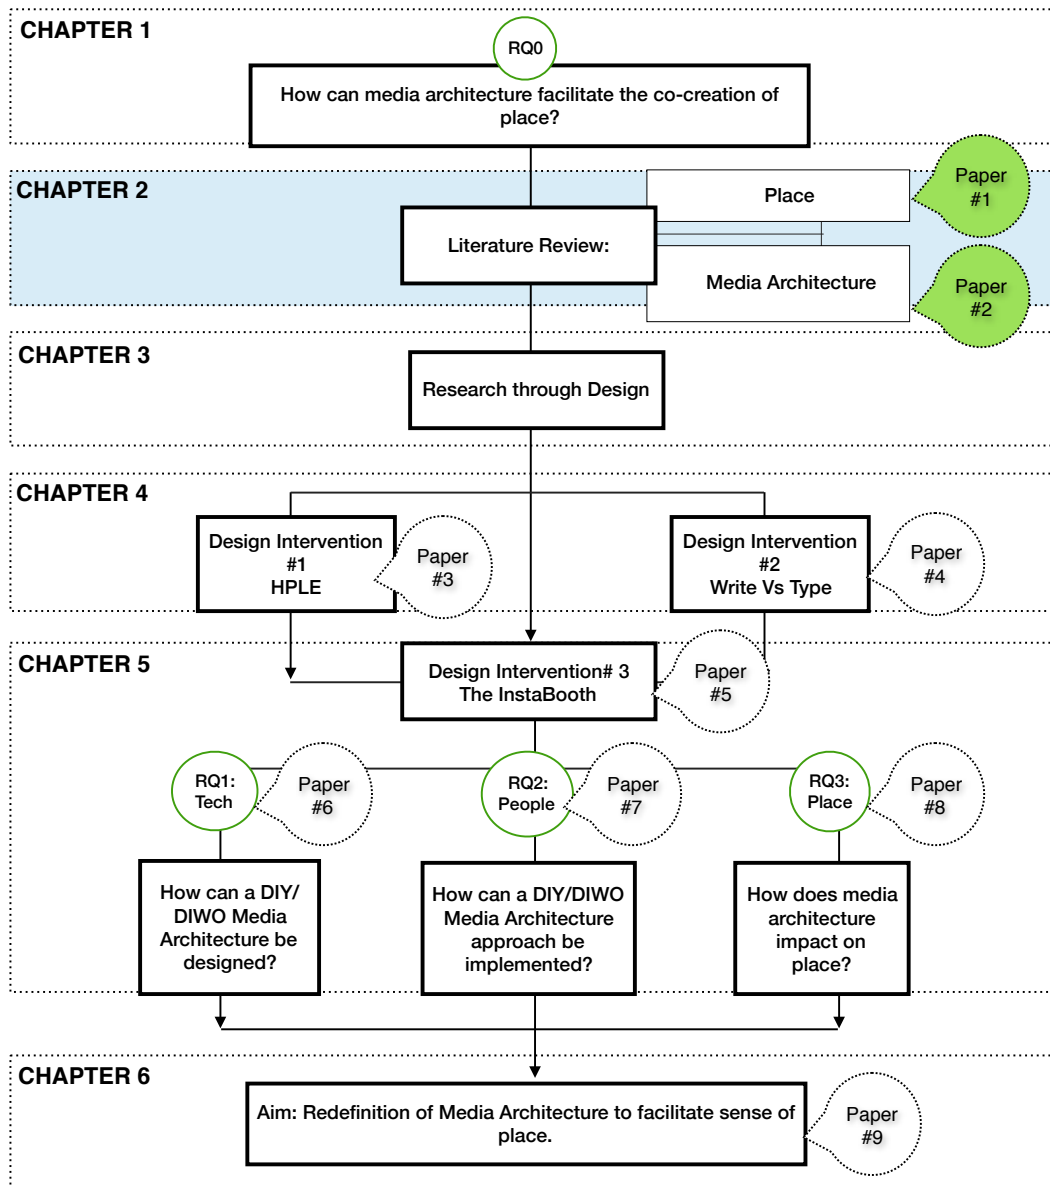 CHAPTER 1
RQ0
How can media architecture facilitate the co-creation of
place?
CHAPTER 2
Place
Paper
#1
Literature Review:
Media Architecture
Paper
#2
CHAPTER 3
Research through Design
CHAPTER 4
Design Intervention
#1
HPLE
Paper
#3
Design Intervention
#2
Write Vs Type
Paper
#4
CHAPTER 5
Design Intervention# 3
The InstaBooth
Paper
#5
RQ1:
Tech
Paper
#6
RQ2:
People
Paper
#7
RQ3:
Place
Paper
#8
How can a DIY/
DIWO Media
Architecture be
designed?
How can a DIY/DIWO
Media Architecture
approach be
implemented?
How does media
architecture
impact on
place?
CHAPTER 6
Aim: Redefinition of Media Architecture to facilitate sense of
place.
Paper
#9